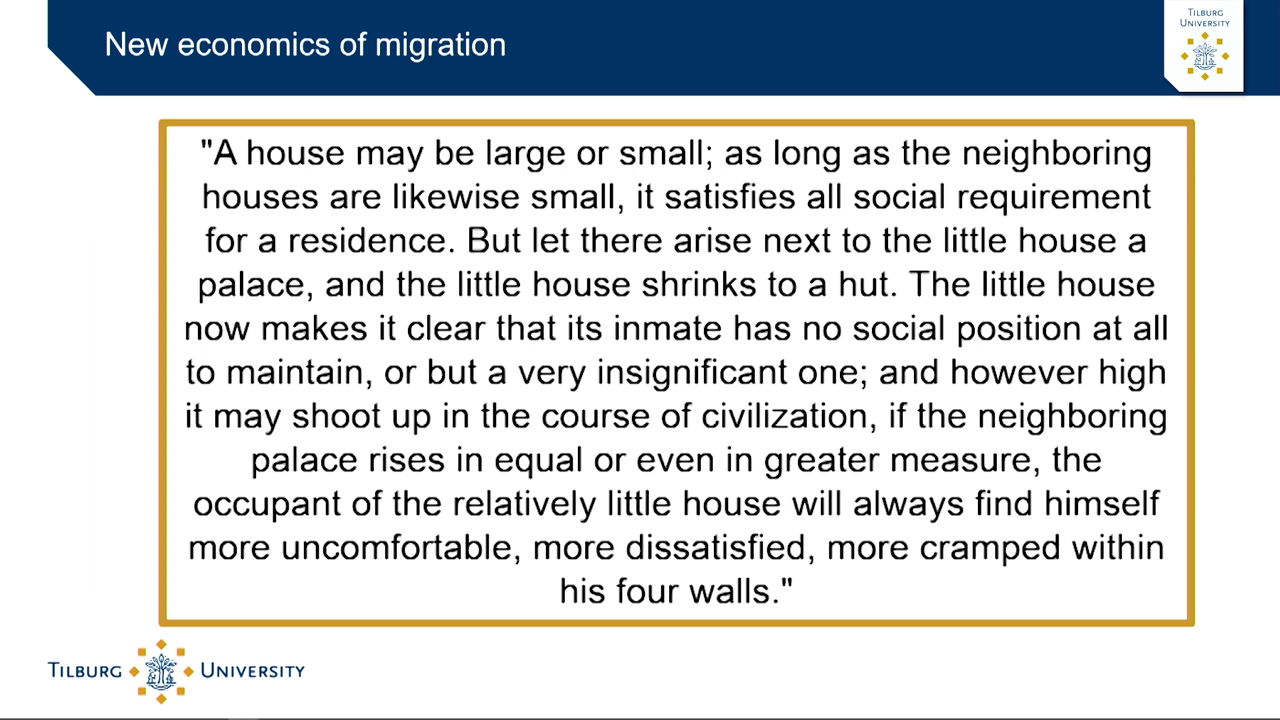 New economics of migration
TILBURG
UNIVERSITY
"A house may be large or small; as long as the neighboring
houses are likewise small, it satisfies all social requirement
for a residence. But let there arise next to the little house a
palace, and the little house shrinks to a hut. The little house
now makes it clear that its inmate has no social position at all
to maintain, or but a very insignificant one; and however high
it may shoot up in the course of civilization, if the neighboring
palace rises in equal or even in greater measure, the
occupant of the relatively little house will always find himself
more uncomfortable, more dissatisfied, more cramped within
his four walls."
TILBURG UNIVERSITY